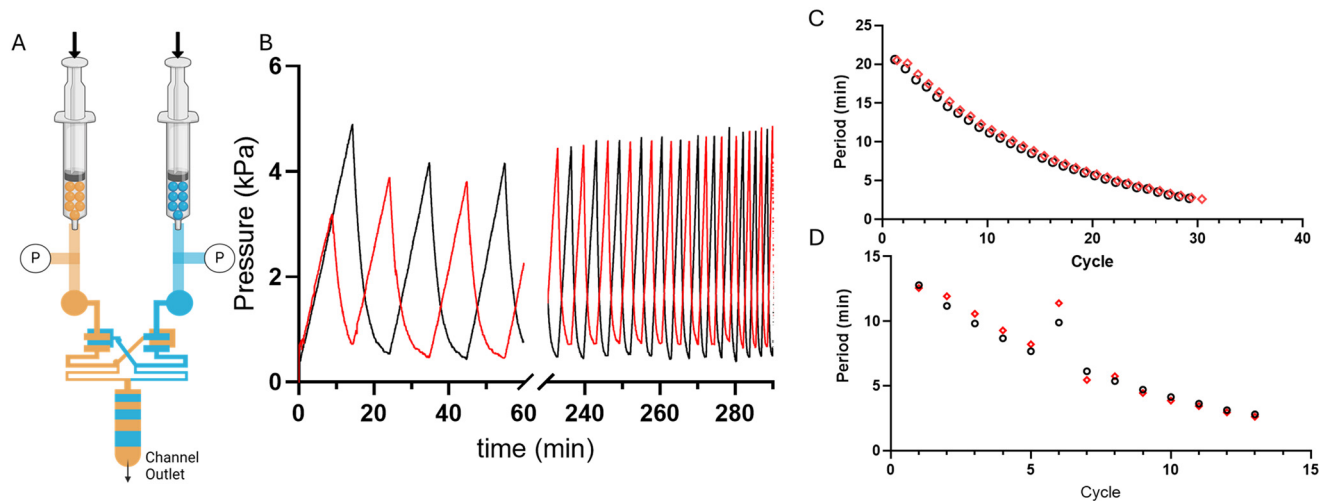 A
P
P
Channel
Outlet
B
Pressure (kPa)
6
4
2
0
0 20 40 60 240 260 280
time (min)
C
Period (min)
25
20
15
10
5
0
0 10 20 30 40
Cycle
D
Period (min)
15
10
5
0
0 5 10 15
Cycle